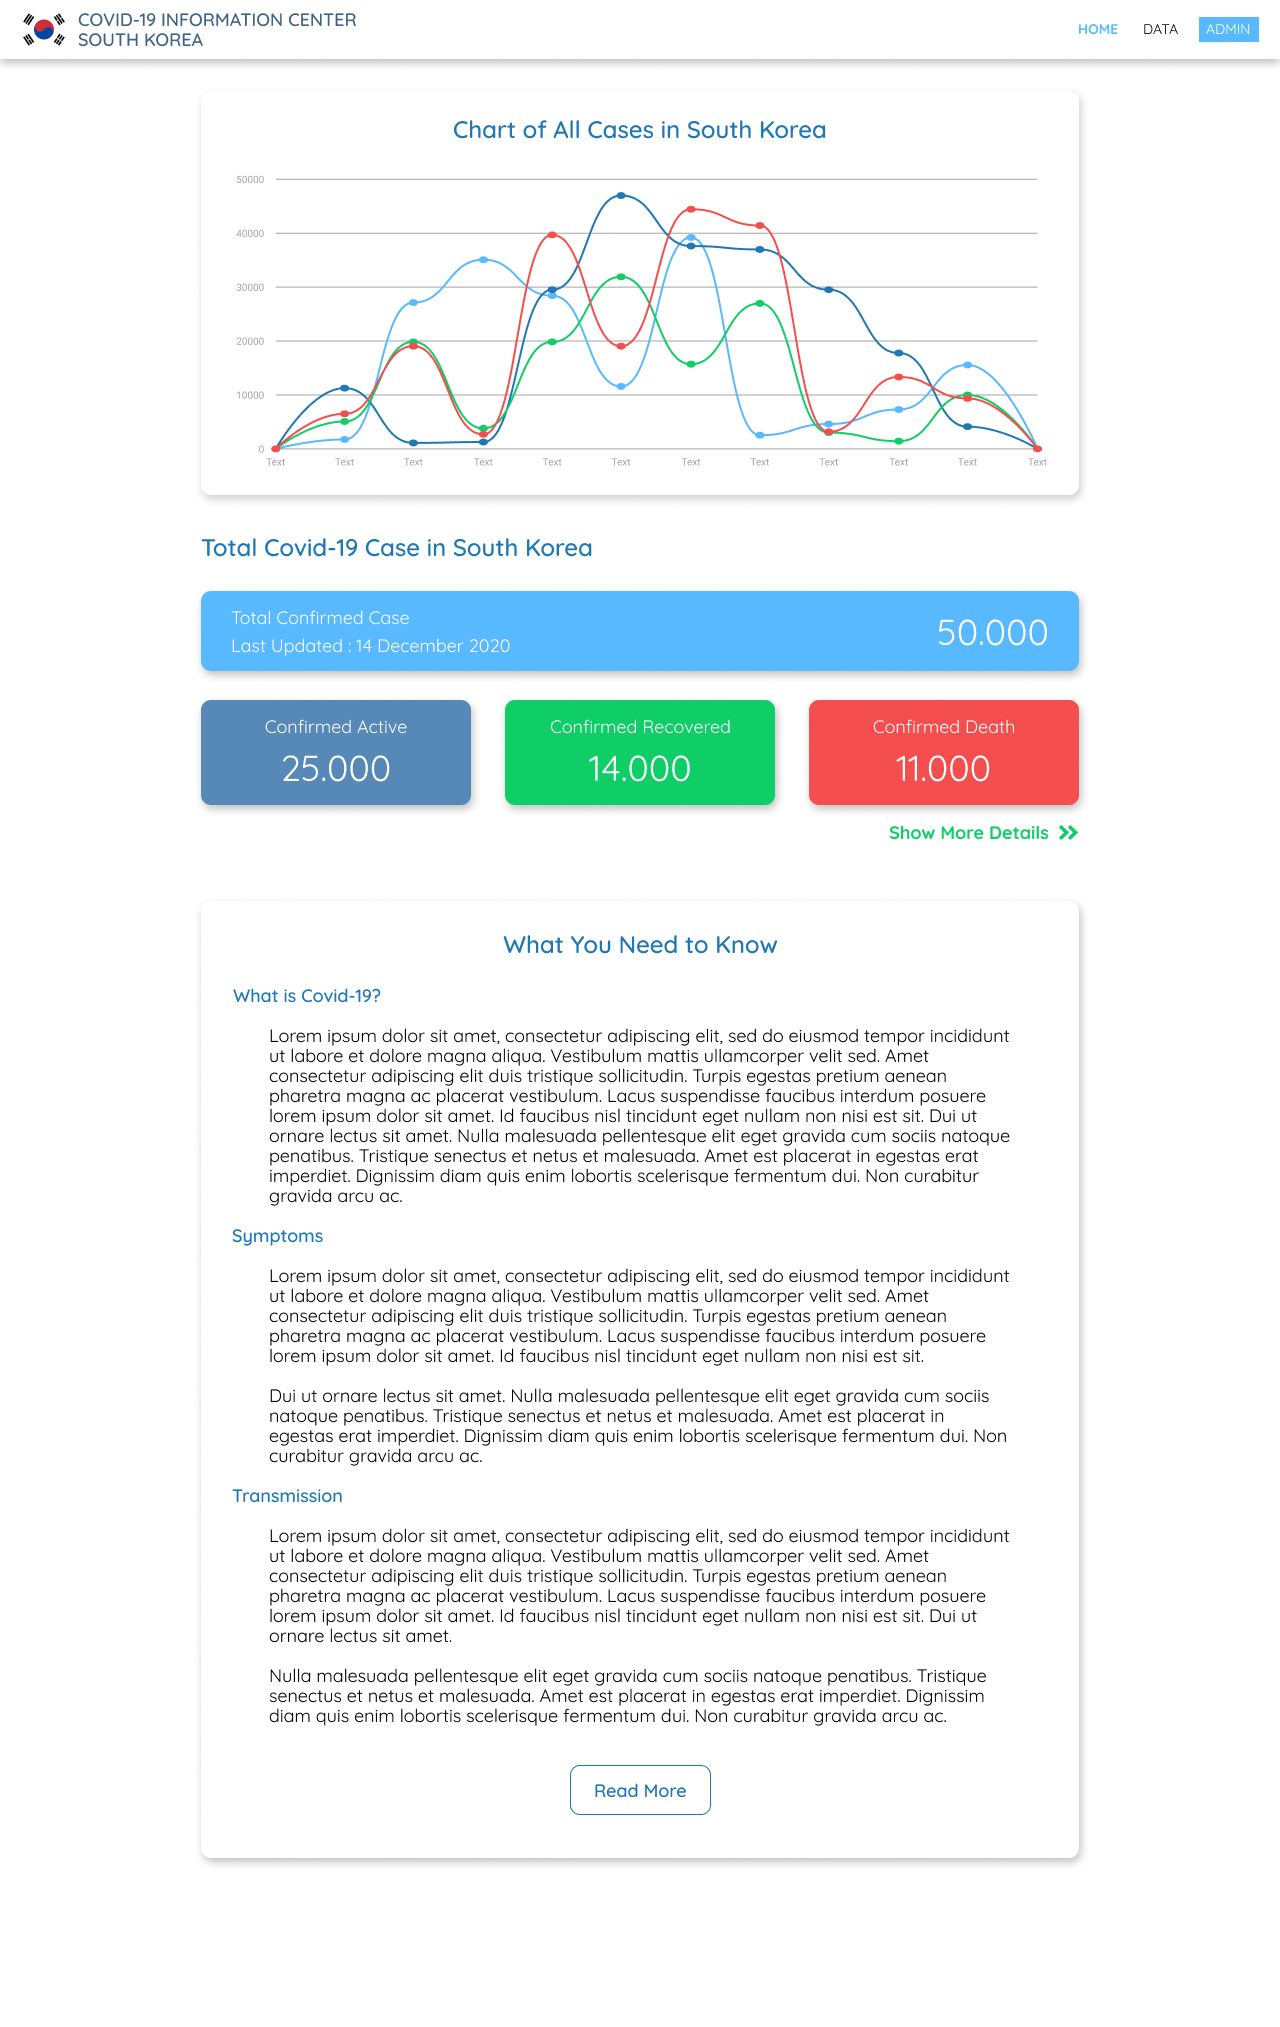 COVID-19 INFORMATION CENTER
SOUTH KOREA
HOME DATA ADMIN
Chart of All Cases in South Korea
50000
40000
30000
20000
10000
0
Text Text Text Text Text Text Text Text Text Text Text Text
Total Covid-19 Case in South Korea
Total Confirmed Case
Last Updated : 14 December 2020
50.000
Confirmed Active
25.000
Confirmed Recovered
14.000
Confirmed Death
11.000
Show More Details
What You Need to Know
What is Covid-19?
Lorem ipsum dolor sit amet, consectetur adipiscing elit, sed do eiusmod tempor incididunt
ut labore et dolore magna aliqua. Vestibulum mattis ullamcorper velit sed. Amet
consectetur adipiscing elit duis tristique sollicitudin. Turpis egestas pretium aenean
pharetra magna ac placerat vestibulum. Lacus suspendisse faucibus interdum posuere
lorem ipsum dolor sit amet. Id faucibus nisl tincidunt eget nullam non nisi est sit. Dui ut
ornare lectus sit amet. Nulla malesuada pellentesque elit eget gravida cum sociis natoque
penatibus. Tristique senectus et netus et malesuada. Amet est placerat in egestas erat
imperdiet. Dignissim diam quis enim lobortis scelerisque fermentum dui. Non curabitur
gravida arcu ac.
Symptoms
Lorem ipsum dolor sit amet, consectetur adipiscing elit, sed do eiusmod tempor incididunt
ut labore et dolore magna aliqua. Vestibulum mattis ullamcorper velit sed. Amet
consectetur adipiscing elit duis tristique sollicitudin. Turpis egestas pretium aenean
pharetra magna ac placerat vestibulum. Lacus suspendisse faucibus interdum posuere
lorem ipsum dolor sit amet. Id faucibus nisl tincidunt eget nullam non nisi est sit.
Dui ut ornare lectus sit amet. Nulla malesuada pellentesque elit eget gravida cum sociis
natoque penatibus. Tristique senectus et netus et malesuada. Amet est placerat in
egestas erat imperdiet. Dignissim diam quis enim lobortis scelerisque fermentum dui. Non
curabitur gravida arcu ac.
Transmission
Lorem ipsum dolor sit amet, consectetur adipiscing elit, sed do eiusmod tempor incididunt
ut labore et dolore magna aliqua. Vestibulum mattis ullamcorper velit sed. Amet
consectetur adipiscing elit duis tristique sollicitudin. Turpis egestas pretium aenean
pharetra magna ac placerat vestibulum. Lacus suspendisse faucibus interdum posuere
lorem ipsum dolor sit amet. Id faucibus nisl tincidunt eget nullam non nisi est sit. Dui ut
ornare lectus sit amet.
Nulla malesuada pellentesque elit eget gravida cum sociis natoque penatibus. Tristique
senectus et netus et malesuada. Amet est placerat in egestas erat imperdiet. Dignissim
diam quis enim lobortis scelerisque fermentum dui. Non curabitur gravida arcu ac.
Read More